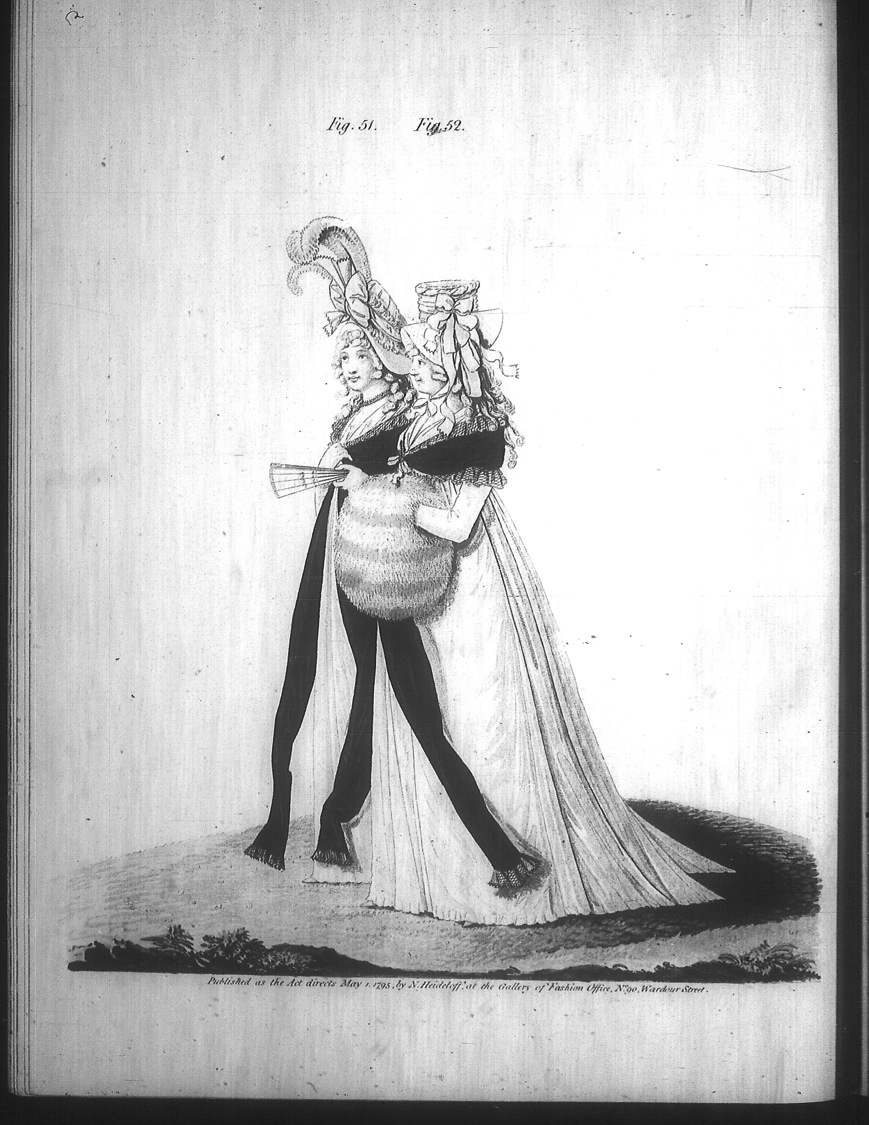 Fig. 51. Fig. 52.
Published as the Act directs May 1. 1795, by N. Heideloff, at the Gallery of Fashion Office, No. 90, Wardour Street.